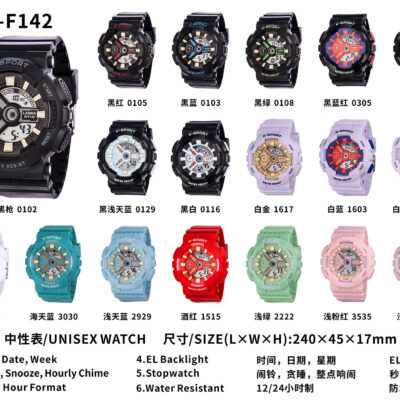 -F142
黑红 0105
黑蓝 0103
黑绿 0108
黑蓝红 0305
黑枪 0102
黑浅天蓝 0129
黑白 0116
白金 1617
白蓝 1603
白
海天蓝 3030
浅天蓝 2929
酒红 1515
浅绿 2222
浅粉红 3535
浅
中性表/UNISEX WATCH 尺寸/SIZE(L×W×H):240×45×17mm
Date, Week
, Snooze, Hourly Chime
Hour Format
4.EL Backlight
5.Stopwatch
6.Water Resistant
时间，日期，星期
闹铃，贪睡，整点响闹
12/24小时制
EL
秒
防